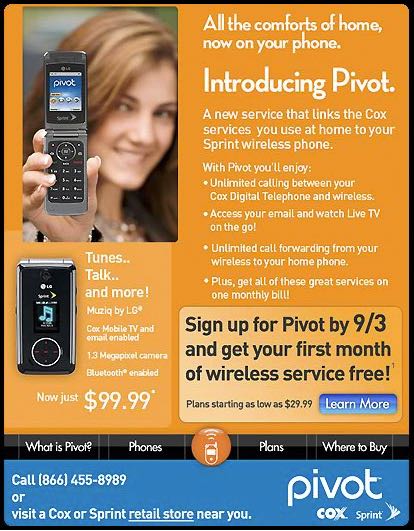 All the comforts of home,
now on your phone.
Introducing Pivot.
A new service that links the Cox
services you use at home to your
Sprint wireless phone.
With Pivot you'll enjoy:
• Unlimited calling between your
Cox Digital Telephone and wireless.
• Access your email and watch Live TV
on the go!
• Unlimited call forwarding from your
wireless to your home phone.
• Plus, get all of these great services on
one monthly bill!
LG
pivot
Sprint
Tunes..
Talk..
and more!
Muziq by LG®
Cox Mobile TV and
email enabled
1.3 Megapixel camera
Bluetooth® enabled
Now just $99.99*
LG
Sprint
Sign up for Pivot by 9/3
and get your first month
of wireless service free!¹
Plans starting as low as $29.99
Learn More
What is Pivot?
Phones
Plans
Where to Buy
Call (866) 455-8989
or
visit a Cox or Sprint retail store near you.
pivot
COX
Sprint